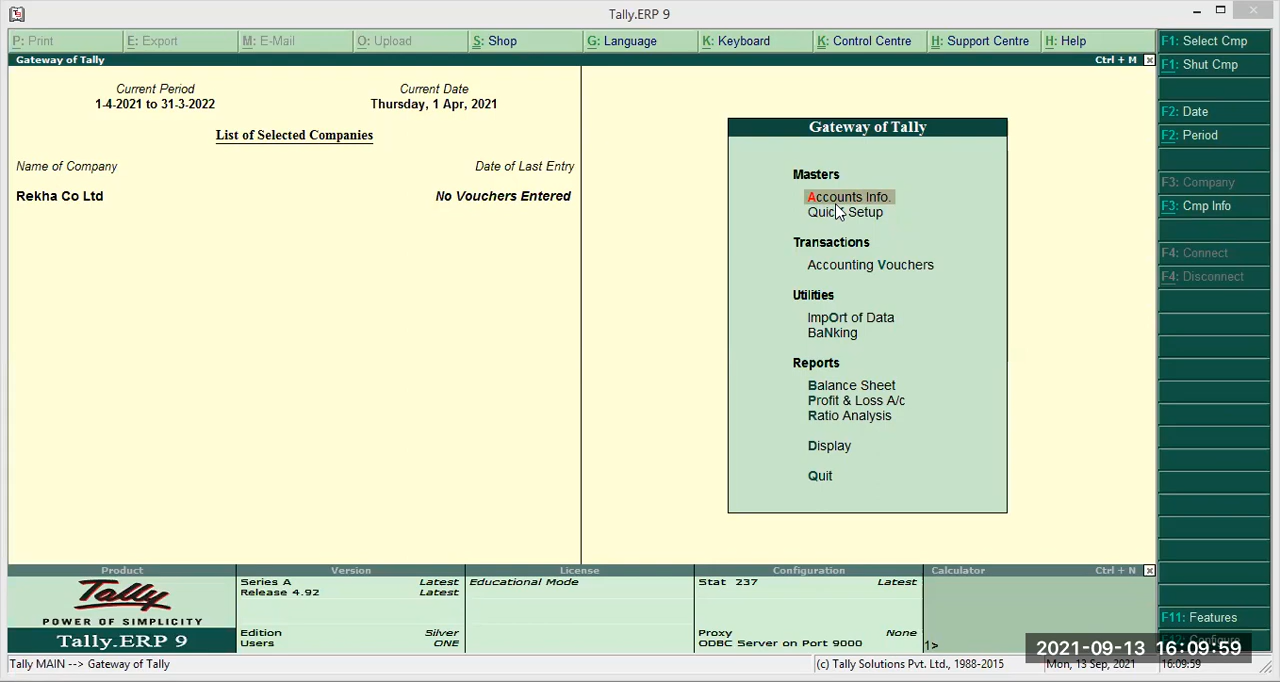 Tally.ERP 9
P: Print
E: Export
M: E-Mail
O: Upload
S: Shop
G: Language
K: Keyboard
K: Control Centre
H: Support Centre
H: Help
F1: Select Cmp
F1: Shut Cmp
F2: Date
F2: Period
F3: Company
F3: Cmp Info
F4: Connect
F4: Disconnect
F11: Features
F12: Configure
Gateway of Tally
Ctrl + M
Current Period
1-4-2021 to 31-3-2022
Current Date
Thursday, 1 Apr, 2021
List of Selected Companies
Name of Company
Date of Last Entry
Rekha Co Ltd
No Vouchers Entered
Gateway of Tally
Masters
Accounts Info.
Quick Setup
Transactions
Accounting Vouchers
Utilities
ImpOrt of Data
BaNking
Reports
Balance Sheet
Profit & Loss A/c
Ratio Analysis
Display
Quit
Product
Tally
POWER OF SIMPLICITY
Tally.ERP 9
Version
Series A Latest
Release 4.92 Latest
Edition Silver
Users ONE
License
Educational Mode
Configuration
Stat 237 Latest
Proxy None
ODBC Server on Port 9000
Calculator
Ctrl + N
1>
2021-09-13 16:09:59
Tally MAIN --> Gateway of Tally
(c) Tally Solutions Pvt. Ltd., 1988-2015
Mon, 13 Sep, 2021
16:09:59